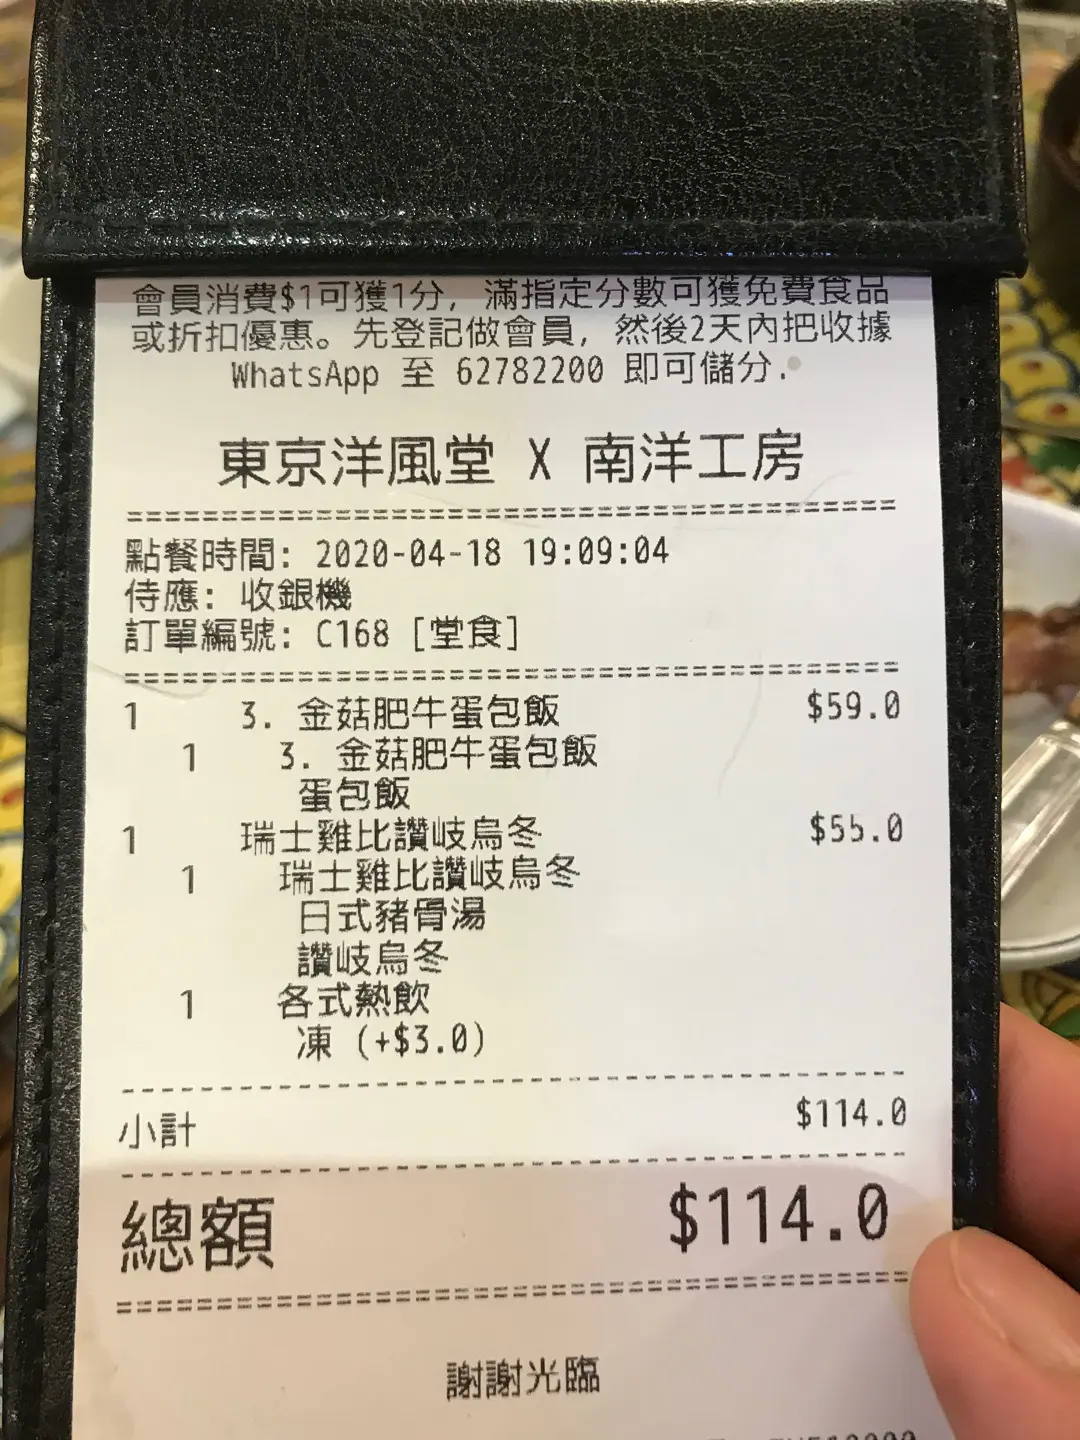 會員消費$1可獲1分，滿指定分數可獲免費食品
或折扣優惠。先登記做會員，然後2天內把收據
WhatsApp 至 62782200 即可儲分.
東京洋風堂 X 南洋工房
點餐時間: 2020-04-18 19:09:04
侍應: 收銀機
訂單編號: C168 [堂食]
1 3. 金菇肥牛蛋包飯 $59.0
1 3. 金菇肥牛蛋包飯
蛋包飯
1 瑞士雞比讚岐烏冬 $55.0
1 瑞士雞比讚岐烏冬
日式豬骨湯
讚岐烏冬
1 各式熱飲
凍 (+$3.0)
小計 $114.0
總額 $114.0
謝謝光臨